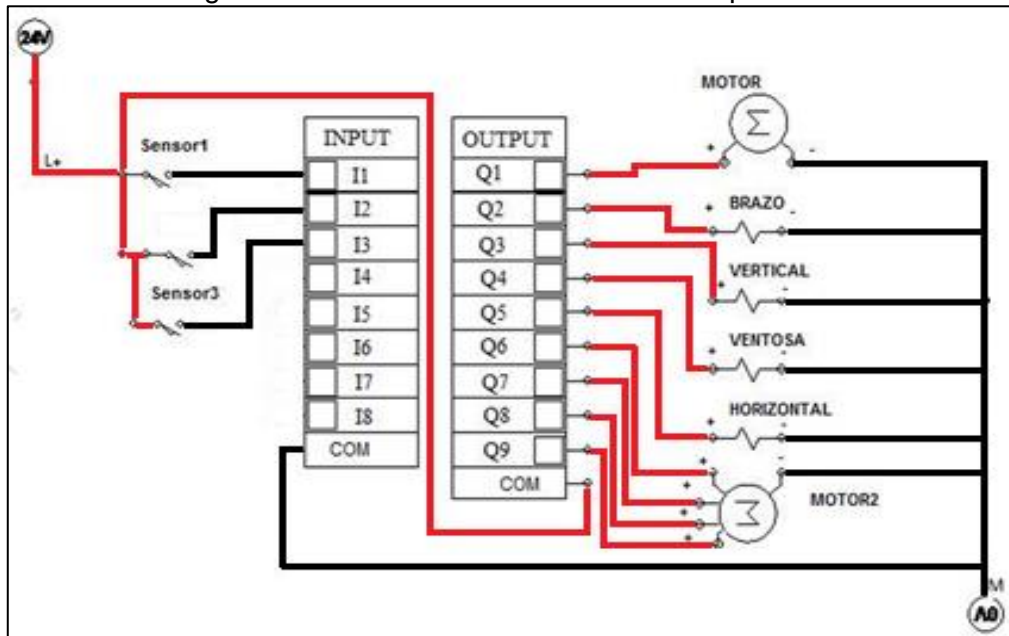 24V
L+
Sensor1
Sensor3
INPUT
I1
I2
I3
I4
I5
I6
I7
I8
COM
OUTPUT
Q1
Q2
Q3
Q4
Q5
Q6
Q7
Q8
Q9
COM
MOTOR
Σ
+ -
BRAZO
+ -
VERTICAL
+ -
VENTOSA
+ -
HORIZONTAL
+ -
MOTOR2
Σ
+ -
+
+
+
M
A0